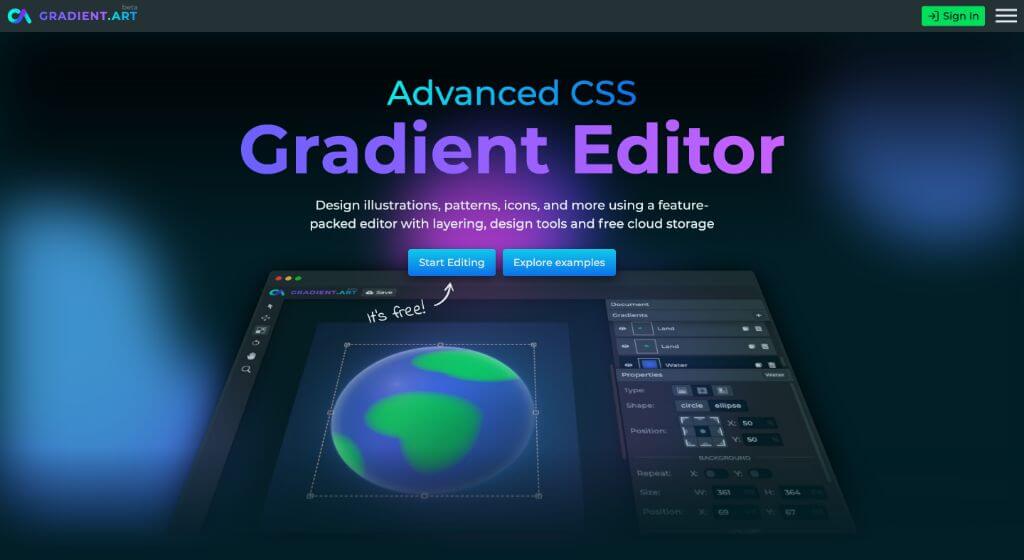 GRADIENT.ART beta
Sign In
Advanced CSS
Gradient Editor
Design illustrations, patterns, icons, and more using a feature-
packed editor with layering, design tools and free cloud storage
Start Editing
Explore examples
It's free!
GRADIENT.ART
Save
Document
Gradients
Land
Land
Water
Properties
Water
Type:
Shape: circle ellipse
Position: X: 50
Y: 50
BACKGROUND
Repeat: X: Y:
Size: W: 361 H: 364
Position: X: 69 Y: 67